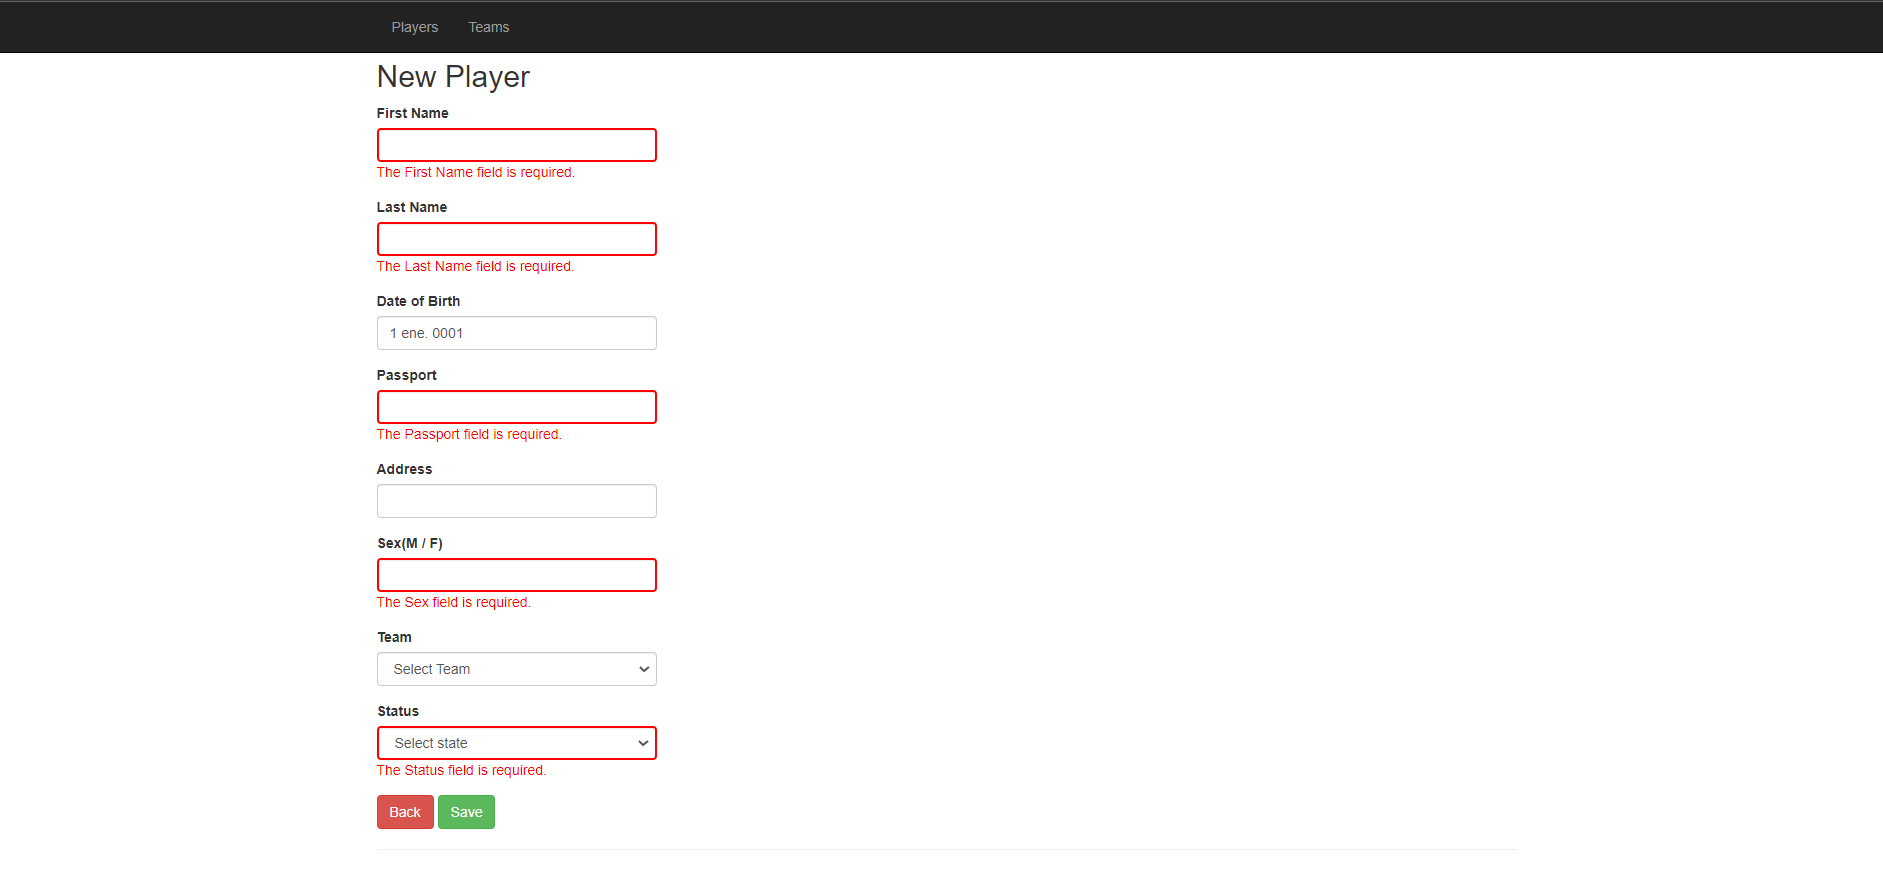 Players Teams
New Player
First Name
The First Name field is required.
Last Name
The Last Name field is required.
Date of Birth
1 ene. 0001
Passport
The Passport field is required.
Address
Sex(M / F)
The Sex field is required.
Team
Select Team
Status
Select state
The Status field is required.
Back Save